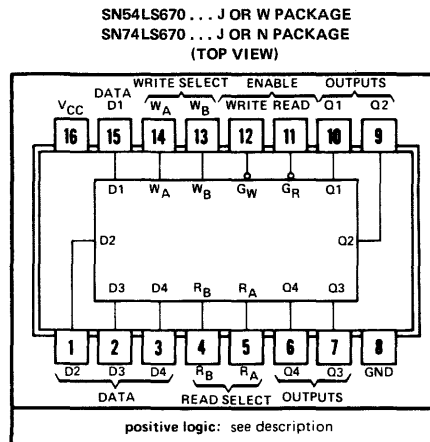 SN54LS670 . . . J OR W PACKAGE
SN74LS670 . . . J OR N PACKAGE
(TOP VIEW)
DATA WRITE SELECT ENABLE OUTPUTS
VCC D1 WA WB WRITE READ Q1 Q2
16 15 14 13 12 11 10 9
D1 WA WB GW GR Q1
D2 Q2
D3 D4 RB RA Q4 Q3
1 2 3 4 5 6 7 8
D2 D3 D4 RB RA Q4 Q3 GND
DATA READ SELECT OUTPUTS
positive logic: see description